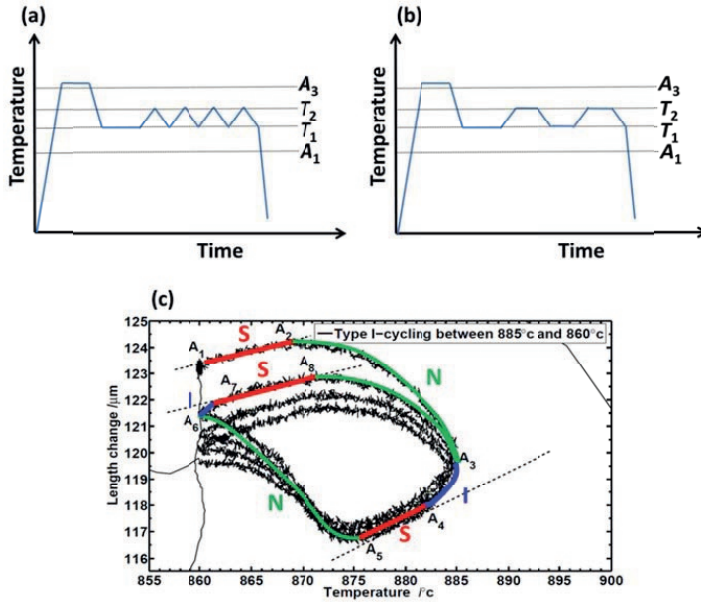 (a)
Temperature
A3
T2
T1
A1
Time
(b)
Temperature
A3
T2
T1
A1
Time
(c)
Length change /μm
125
124
123
122
121
120
119
118
117
116
A1
S
A2
Type I-cycling between 885°c and 860°c
S
N
A7
A8
I
A6
A3
N
I
S
A4
A5
855
860
865
870
875
880
885
890
895
900
Temperature /°c